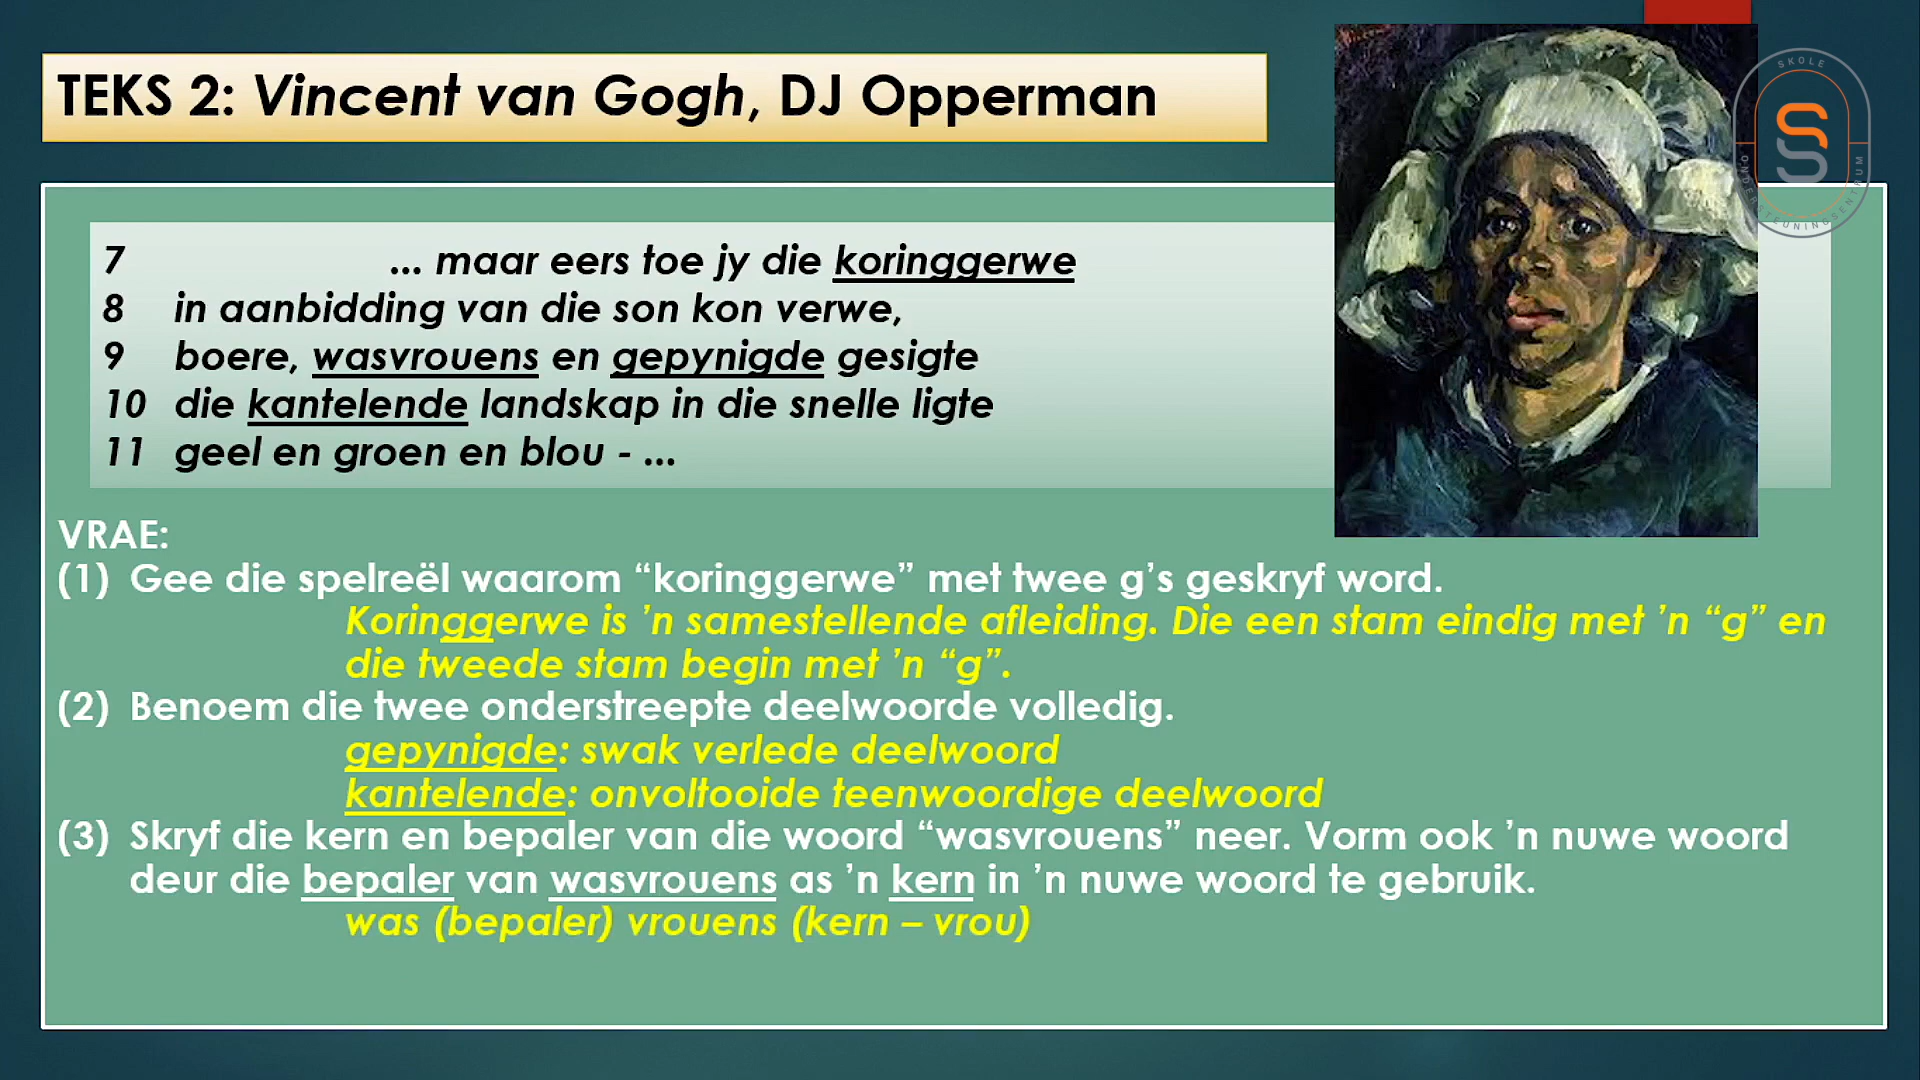 TEKS 2: Vincent van Gogh, DJ Opperman
SKOLE
ONDERSTEUNINGSENTRUM
7 ... maar eers toe jy die koringgerwe
8 in aanbidding van die son kon verwe,
9 boere, wasvrouens en gepynigde gesigte
10 die kantelende landskap in die snelle ligte
11 geel en groen en blou - ...
VRAE:
(1) Gee die spelreël waarom “koringgerwe” met twee g’s geskryf word.
Koringgerwe is ’n samestellende afleiding. Die een stam eindig met ’n “g” en
die tweede stam begin met ’n “g”.
(2) Benoem die twee onderstreepte deelwoorde volledig.
gepynigde: swak verlede deelwoord
kantelende: onvoltooide teenwoordige deelwoord
(3) Skryf die kern en bepaler van die woord “wasvrouens” neer. Vorm ook ’n nuwe woord
deur die bepaler van wasvrouens as ’n kern in ’n nuwe woord te gebruik.
was (bepaler) vrouens (kern – vrou)